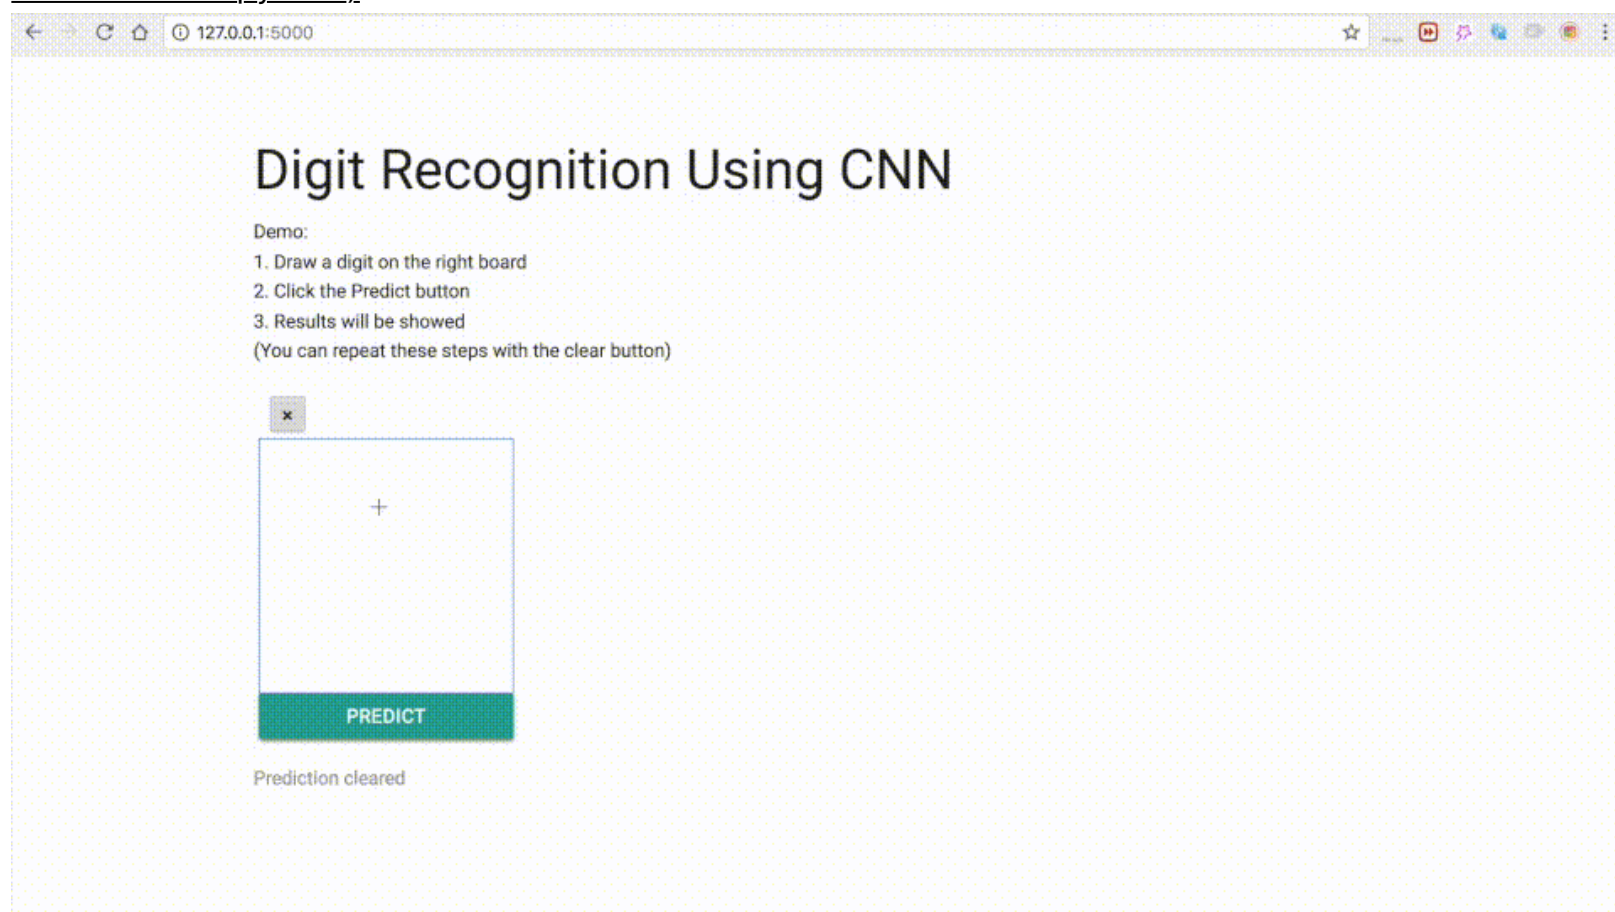 127.0.0.1:5000
Digit Recognition Using CNN
Demo:
1. Draw a digit on the right board
2. Click the Predict button
3. Results will be showed
(You can repeat these steps with the clear button)
×
PREDICT
Prediction cleared